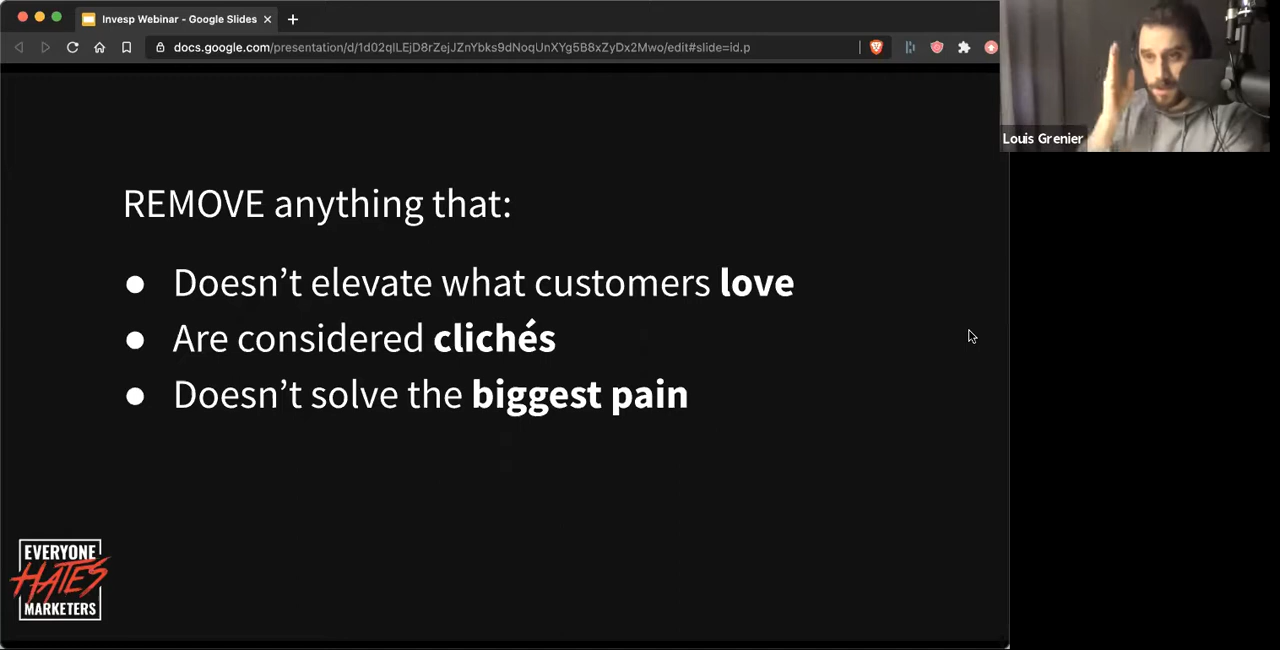 Invesp Webinar - Google Slides
docs.google.com/presentation/d/1d02qILEjD8rZejJZnYbks9dNoqUnXYg5B8xZyDx2Mwo/edit#slide=id.p
Louis Grenier
REMOVE anything that:
● Doesn’t elevate what customers love
● Are considered clichés
● Doesn’t solve the biggest pain
EVERYONE
HATES
MARKETERS